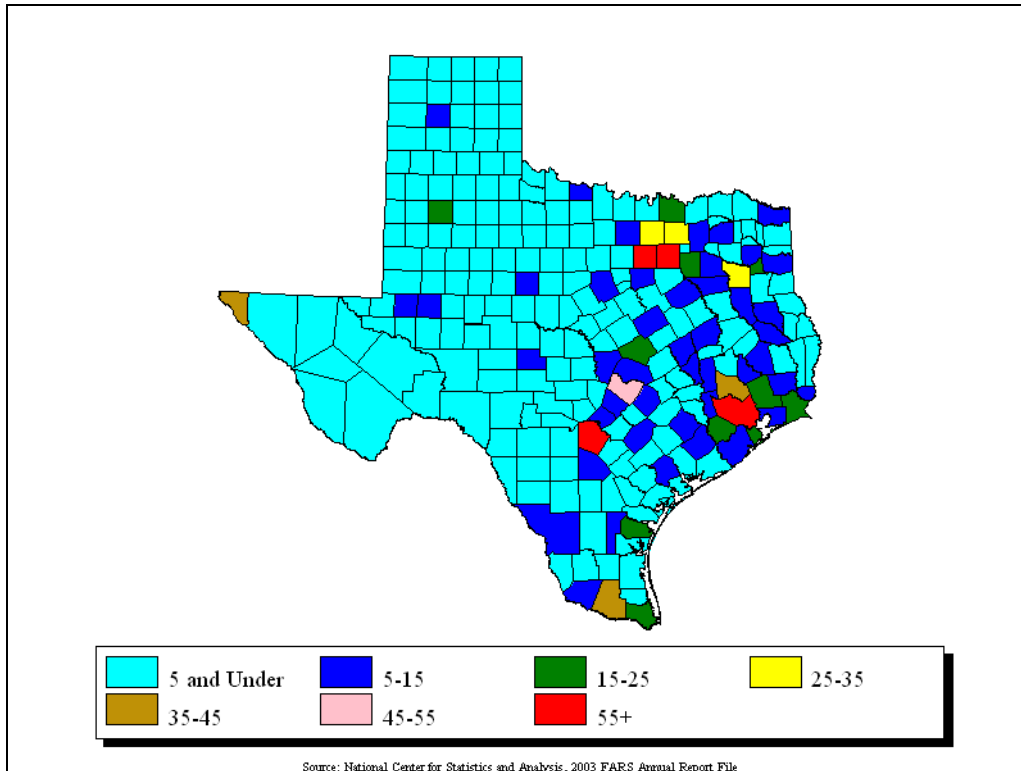 5 and Under 5-15 15-25 25-35
35-45 45-55 55+
Source: National Center for Statistics and Analysis, 2003 FARS Annual Report File